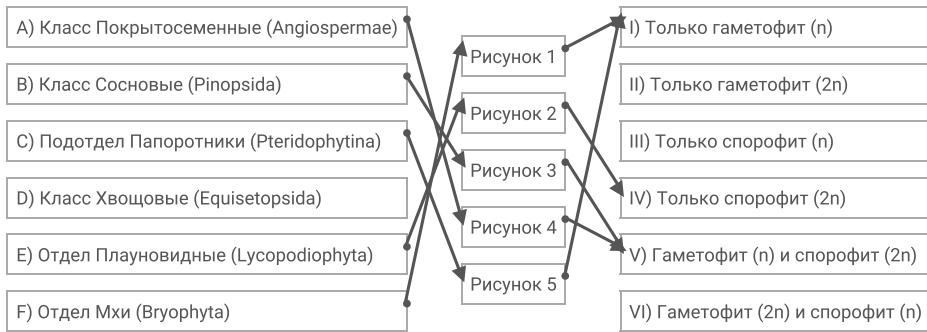 A) Класс Покрытосеменные (Angiospermae)
B) Класс Сосновые (Pinopsida)
C) Подотдел Папоротники (Pteridophytina)
D) Класс Хвощовые (Equisetopsida)
E) Отдел Плауновидные (Lycopodiophyta)
F) Отдел Мхи (Bryophyta)
Рисунок 1
Рисунок 2
Рисунок 3
Рисунок 4
Рисунок 5
I) Только гаметофит (n)
II) Только гаметофит (2n)
III) Только спорофит (n)
IV) Только спорофит (2n)
V) Гаметофит (n) и спорофит (2n)
VI) Гаметофит (2n) и спорофит (n)